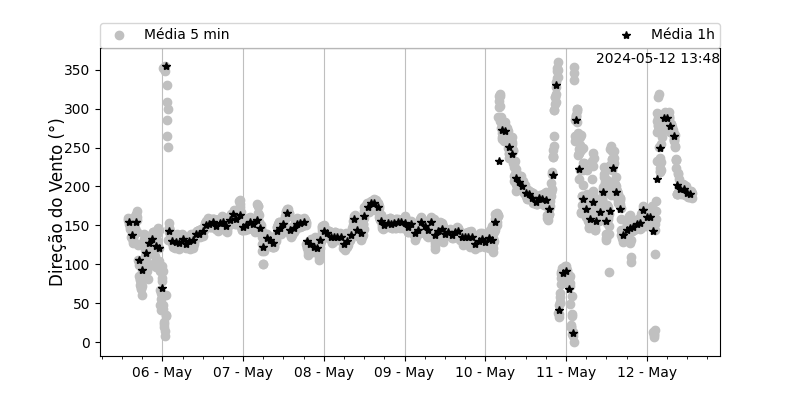 Média 5 min
Média 1h
2024-05-12 13:48
Direção do Vento (°)
350
300
250
200
150
100
50
0
06 - May
07 - May
08 - May
09 - May
10 - May
11 - May
12 - May